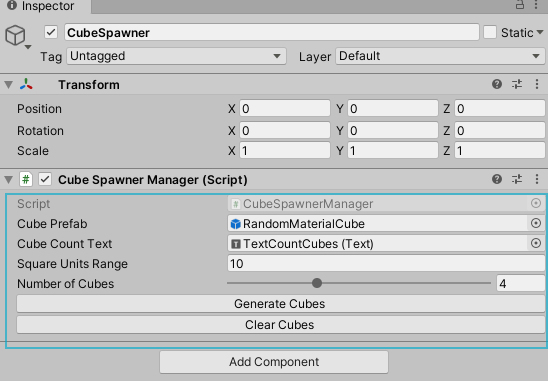 Inspector
CubeSpawner Static
Tag Untagged Layer Default
Transform
Position X 0 Y 0 Z 0
Rotation X 0 Y 0 Z 0
Scale X 1 Y 1 Z 1
# Cube Spawner Manager (Script)
Script # CubeSpawnerManager
Cube Prefab RandomMaterialCube
Cube Count Text T TextCountCubes (Text)
Square Units Range 10
Number of Cubes 4
Generate Cubes
Clear Cubes
Add Component